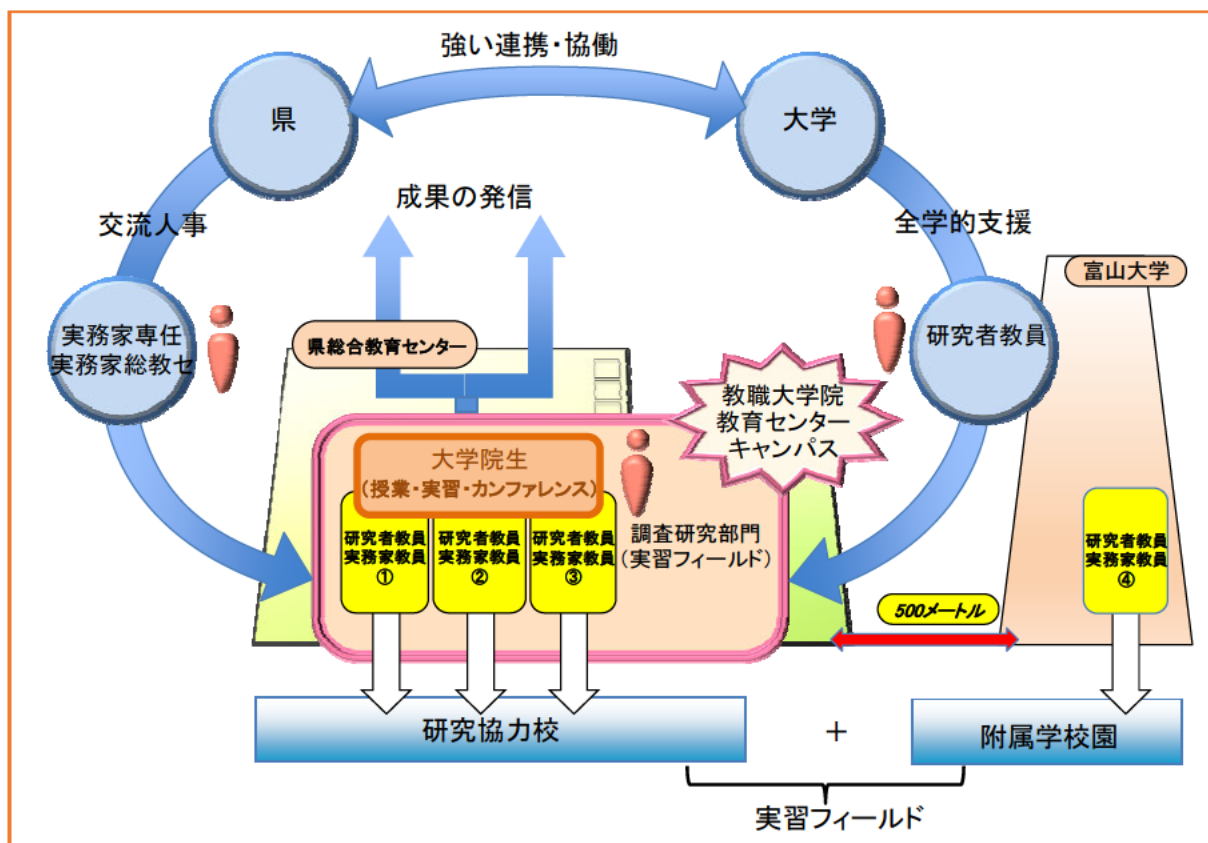 強い連携・協働
県
大学
成果の発信
交流人事
全学的支援
富山大学
実務家専任
実務家総教セ
県総合教育センター
研究者教員
教職大学院
教育センター
キャンパス
大学院生
(授業・実習・カンファレンス)
調査研究部門
(実習フィールド)
研究者教員
実務家教員
①
研究者教員
実務家教員
②
研究者教員
実務家教員
③
研究者教員
実務家教員
④
500メートル
研究協力校
+
附属学校園
実習フィールド